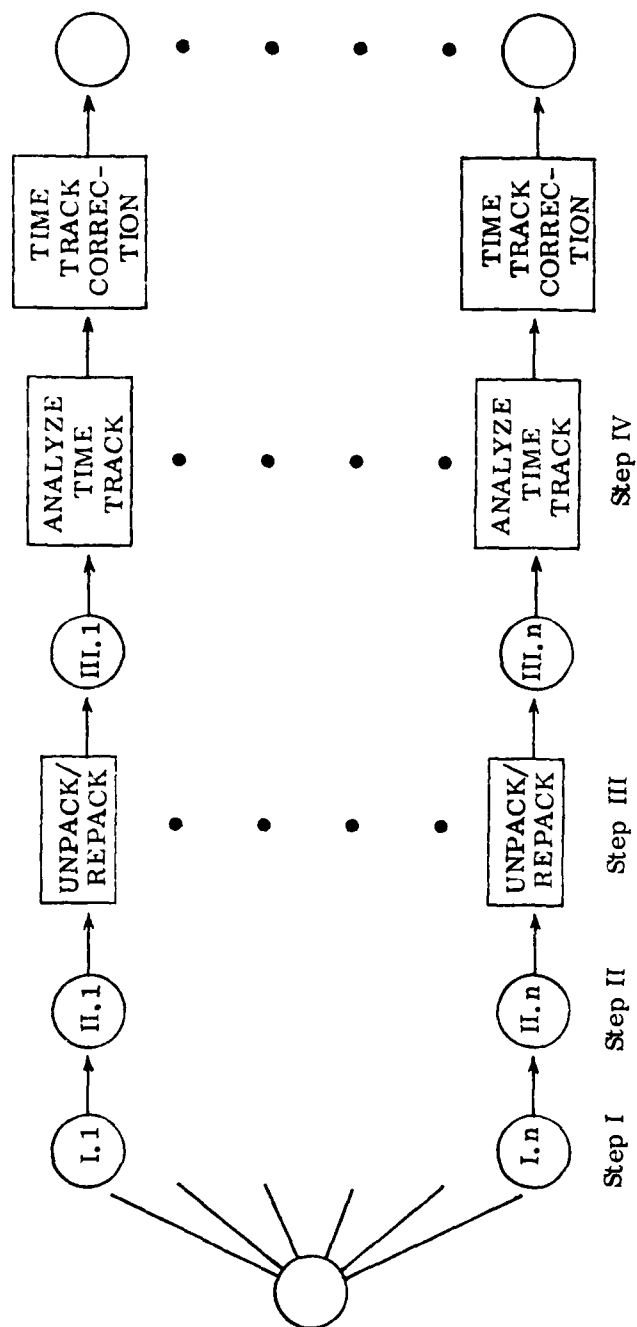 I.1
II.1
UNPACK/
REPACK
III.1
ANALYZE
TIME
TRACK
TIME
TRACK
CORREC-
TION
I.n
II.n
UNPACK/
REPACK
III.n
ANALYZE
TIME
TRACK
TIME
TRACK
CORREC-
TION
Step I
Step II
Step III
Step IV